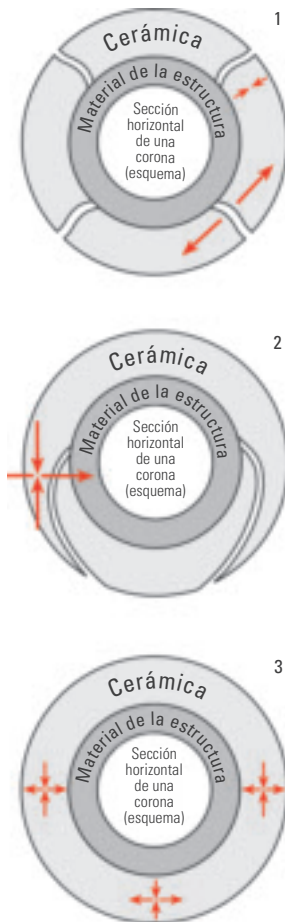 1
Cerámica
Material de la estructura
Sección
horizontal
de una
corona
(esquema)
2
Cerámica
Material de la estructura
Sección
horizontal
de una
corona
(esquema)
3
Cerámica
Material de la estructura
Sección
horizontal
de una
corona
(esquema)